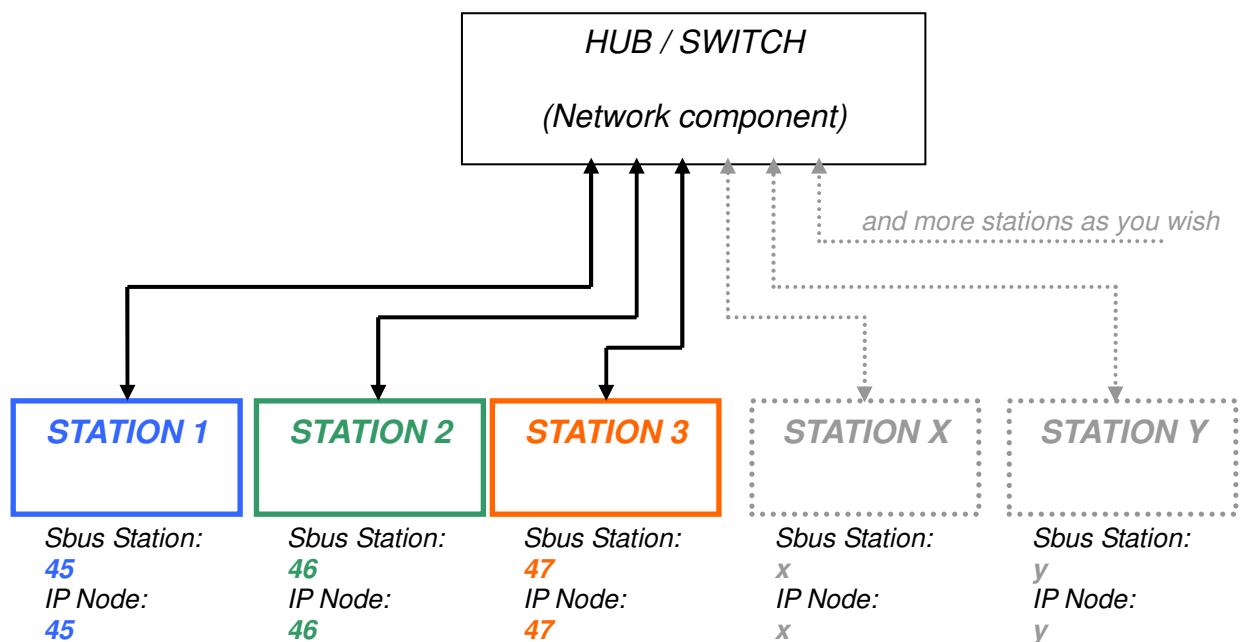 HUB / SWITCH
(Network component)
and more stations as you wish
STATION 1
STATION 2
STATION 3
STATION X
STATION Y
Sbus Station:
45
IP Node:
45
Sbus Station:
46
IP Node:
46
Sbus Station:
47
IP Node:
47
Sbus Station:
x
IP Node:
x
Sbus Station:
y
IP Node:
y